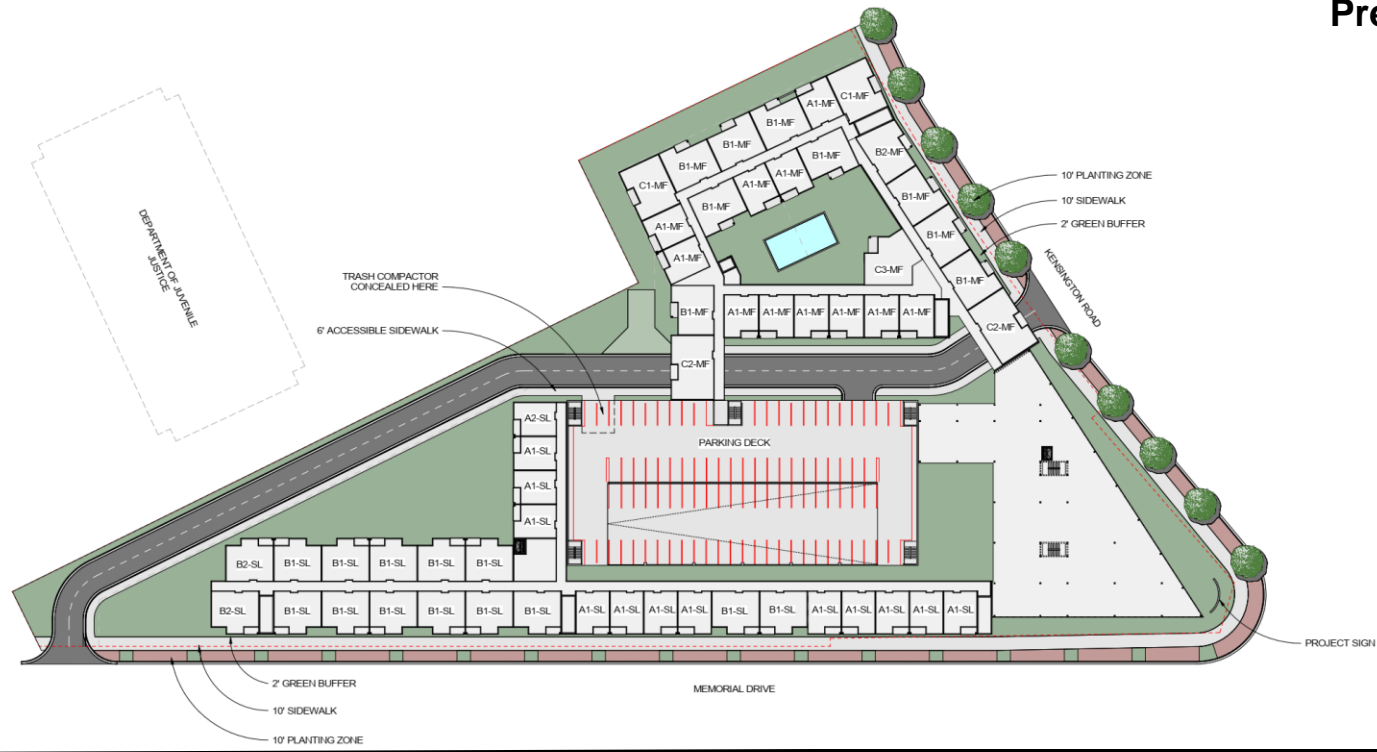 Pre
C1-MF
A1-MF
B1-MF
B1-MF
B1-MF
C1-MF
B2-MF
B1-MF
A1-MF
A1-MF
B1-MF
A1-MF
A1-MF
B1-MF
B1-MF
B1-MF
C3-MF
C2-MF
B1-MF
A1-MF A1-MF A1-MF A1-MF A1-MF A1-MF
C2-MF
10' PLANTING ZONE
10' SIDEWALK
2' GREEN BUFFER
KENSINGTON ROAD
DEPARTMENT OF JUVENILE
JUSTICE
TRASH COMPACTOR
CONCEALED HERE
6' ACCESSIBLE SIDEWALK
PARKING DECK
A2-SL
A1-SL
A1-SL
A1-SL
B2-SL B1-SL B1-SL B1-SL B1-SL B1-SL
B2-SL B1-SL B1-SL B1-SL B1-SL B1-SL B1-SL A1-SL A1-SL A1-SL A1-SL B1-SL B1-SL A1-SL A1-SL A1-SL A1-SL A1-SL
PROJECT SIGN
2' GREEN BUFFER
10' SIDEWALK
10' PLANTING ZONE
MEMORIAL DRIVE